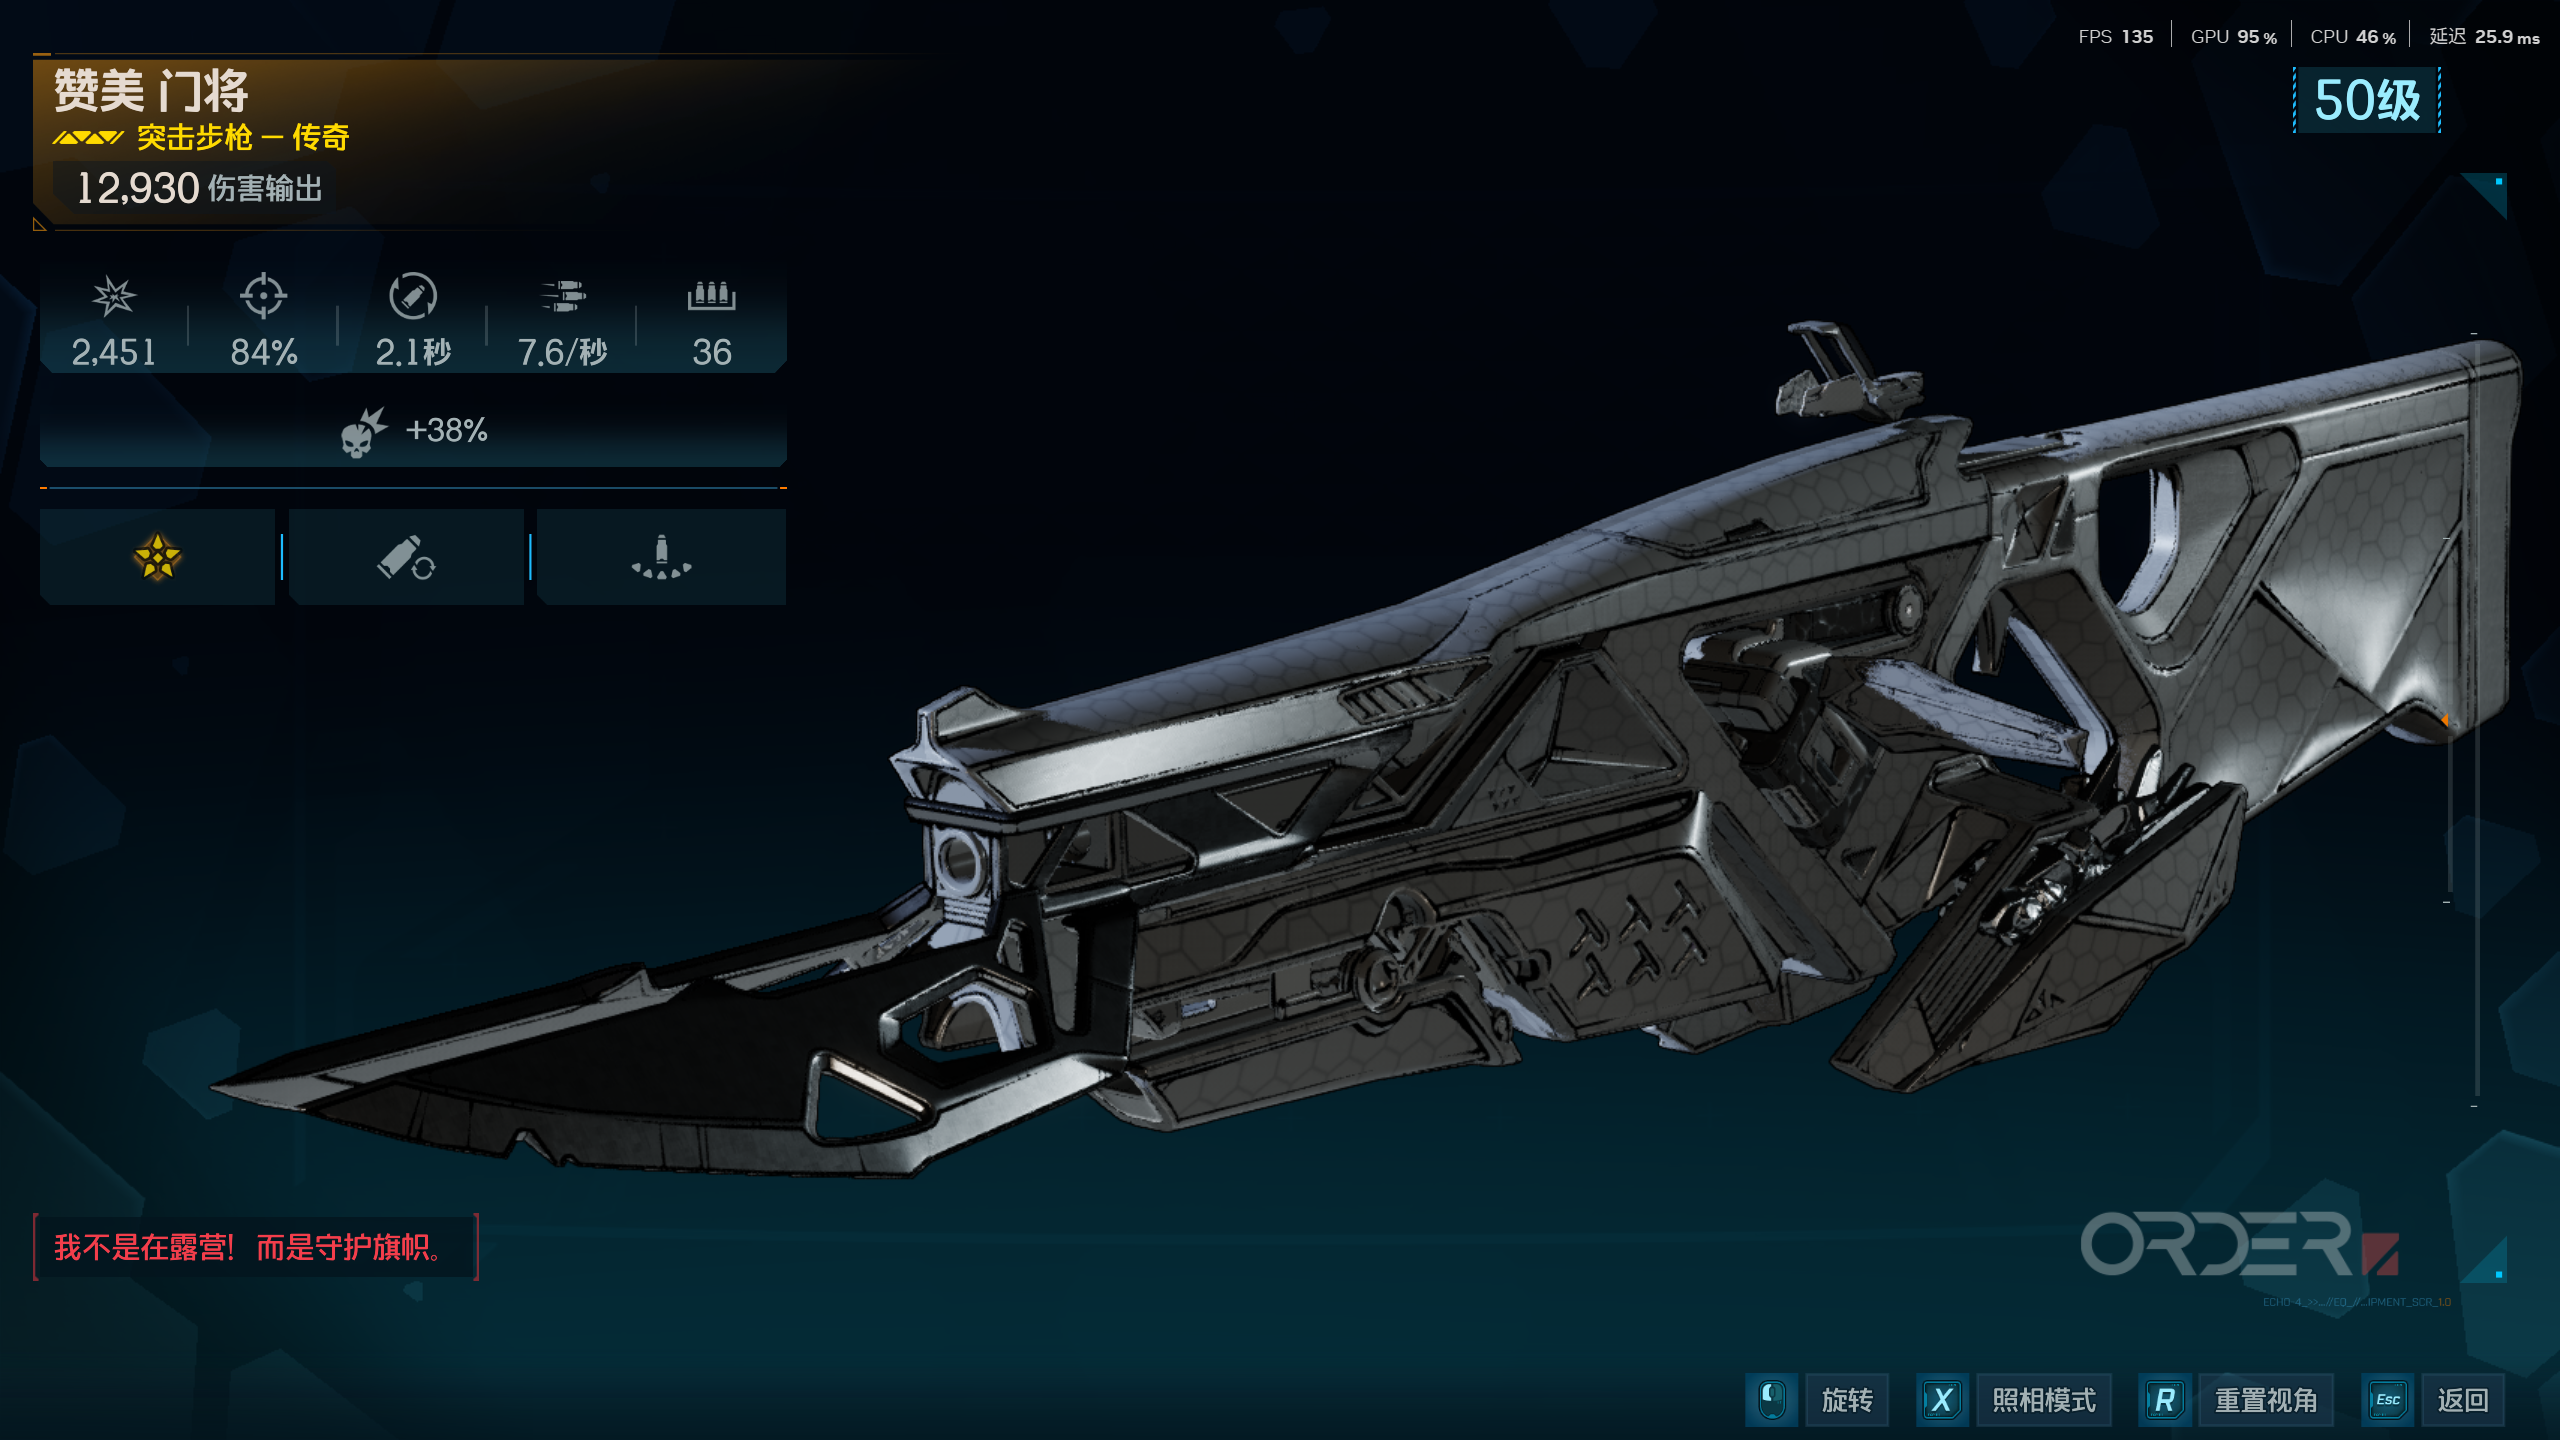 FPS 135 GPU 95 % CPU 46 % 延迟 25.9 ms
赞美 门将
50级
突击步枪 — 传奇
12,930 伤害输出
2,451 84% 2.1秒 7.6/秒 36
+38%
我不是在露营！而是守护旗帜。
ORDER
旋转 X 照相模式 R 重置视角 Esc 返回